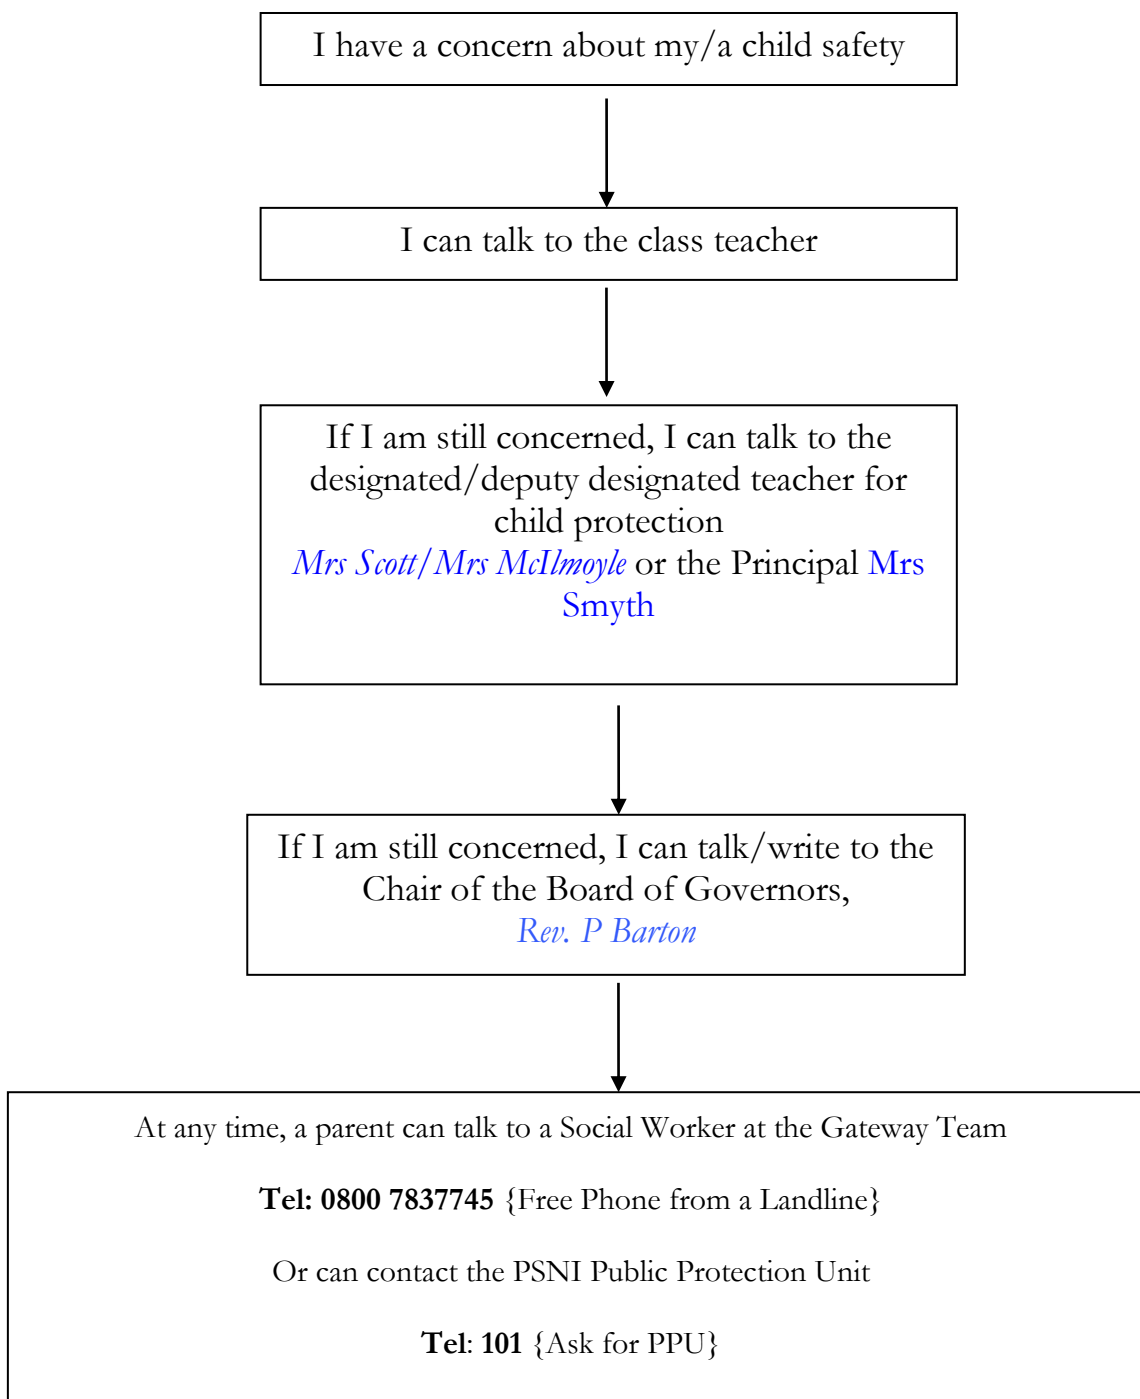 I have a concern about my/a child safety
I can talk to the class teacher
If I am still concerned, I can talk to the
designated/deputy designated teacher for
child protection
Mrs Scott/Mrs McIlmoyle or the Principal Mrs
Smyth
If I am still concerned, I can talk/write to the
Chair of the Board of Governors,
Rev. P Barton
At any time, a parent can talk to a Social Worker at the Gateway Team
Tel: 0800 7837745 {Free Phone from a Landline}
Or can contact the PSNI Public Protection Unit
Tel: 101 {Ask for PPU}